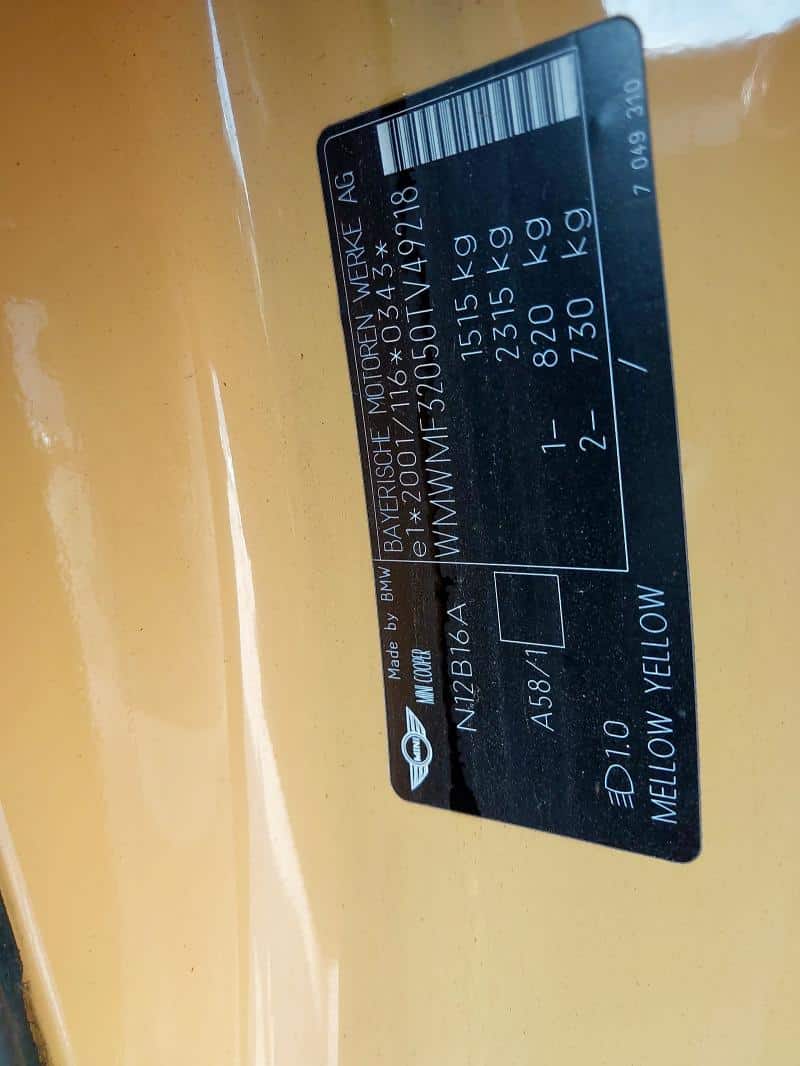 Made by BMW
MINI
MINI COOPER
N12B16A
A58/1
1.0
MELLOW YELLOW
BAYERISCHE MOTOREN WERKE AG
e1*2001/116*0343*
WMWMF32050TV49218
1515 kg
2315 kg
1- 820 kg
2- 730 kg
/
7 049 310